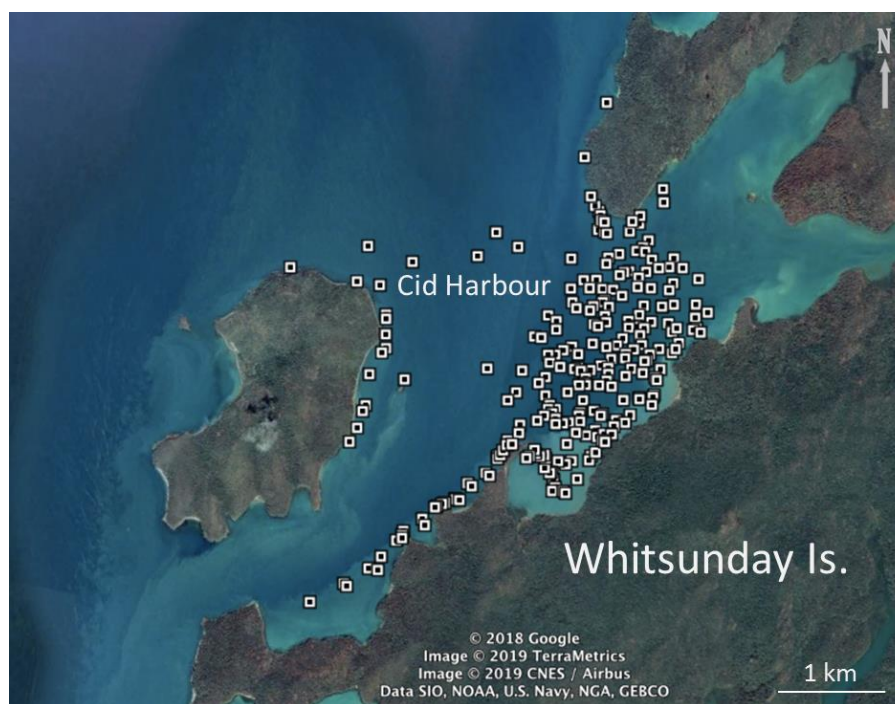 N
Cid Harbour
Whitsunday Is.
© 2018 Google
Image © 2019 TerraMetrics
Image © 2019 CNES / Airbus
Data SIO, NOAA, U.S. Navy, NGA, GEBCO
1 km